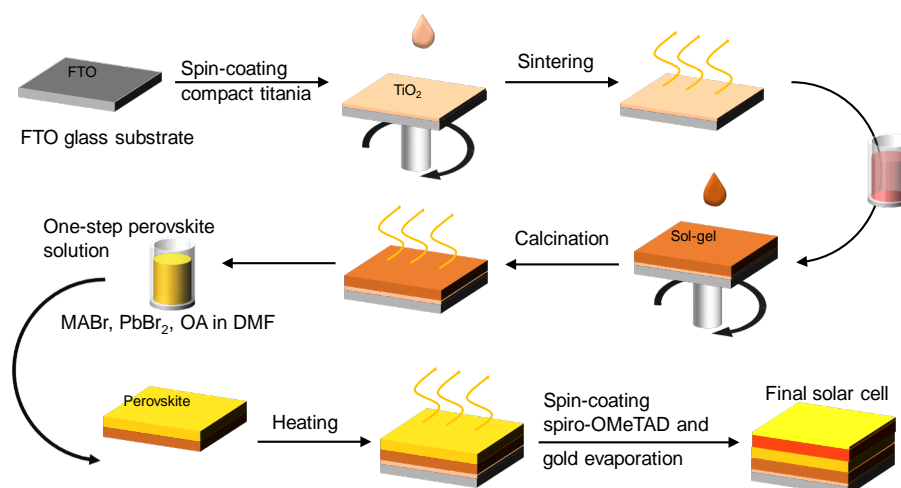 FTO
FTO glass substrate
Spin-coating
compact titania
TiO₂
Sintering
Sol-gel
Calcination
One-step perovskite
solution
MABr, PbBr₂, OA in DMF
Perovskite
Heating
Spin-coating
spiro-OMeTAD and
gold evaporation
Final solar cell